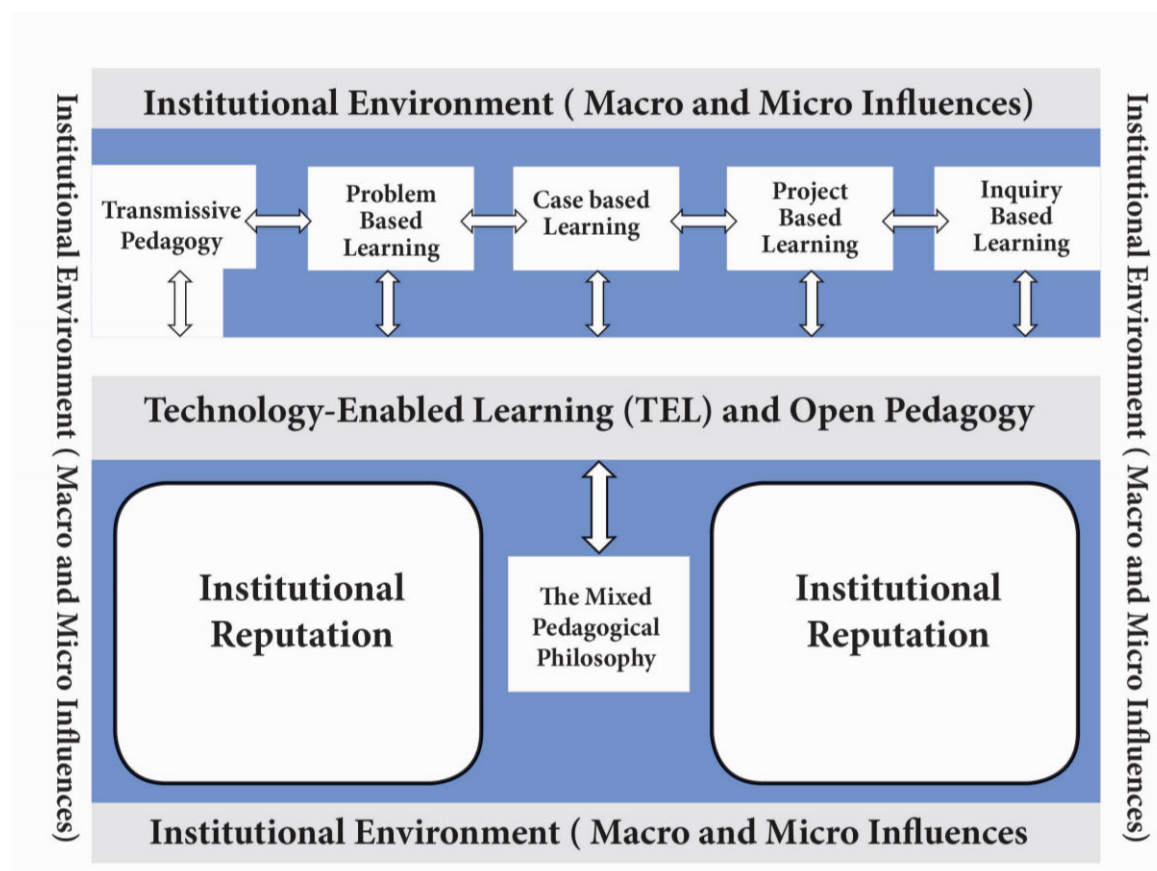 Institutional Environment ( Macro and Micro Influences)
Institutional Environment ( Macro and Micro Influences)
Transmissive
Pedagogy
Problem
Based
Learning
Case based
Learning
Project
Based
Learning
Inquiry
Based
Learning
Technology-Enabled Learning (TEL) and Open Pedagogy
Institutional
Reputation
The Mixed
Pedagogical
Philosophy
Institutional
Reputation
Institutional Environment ( Macro and Micro Influences
Institutional Environment ( Macro and Micro Influences)